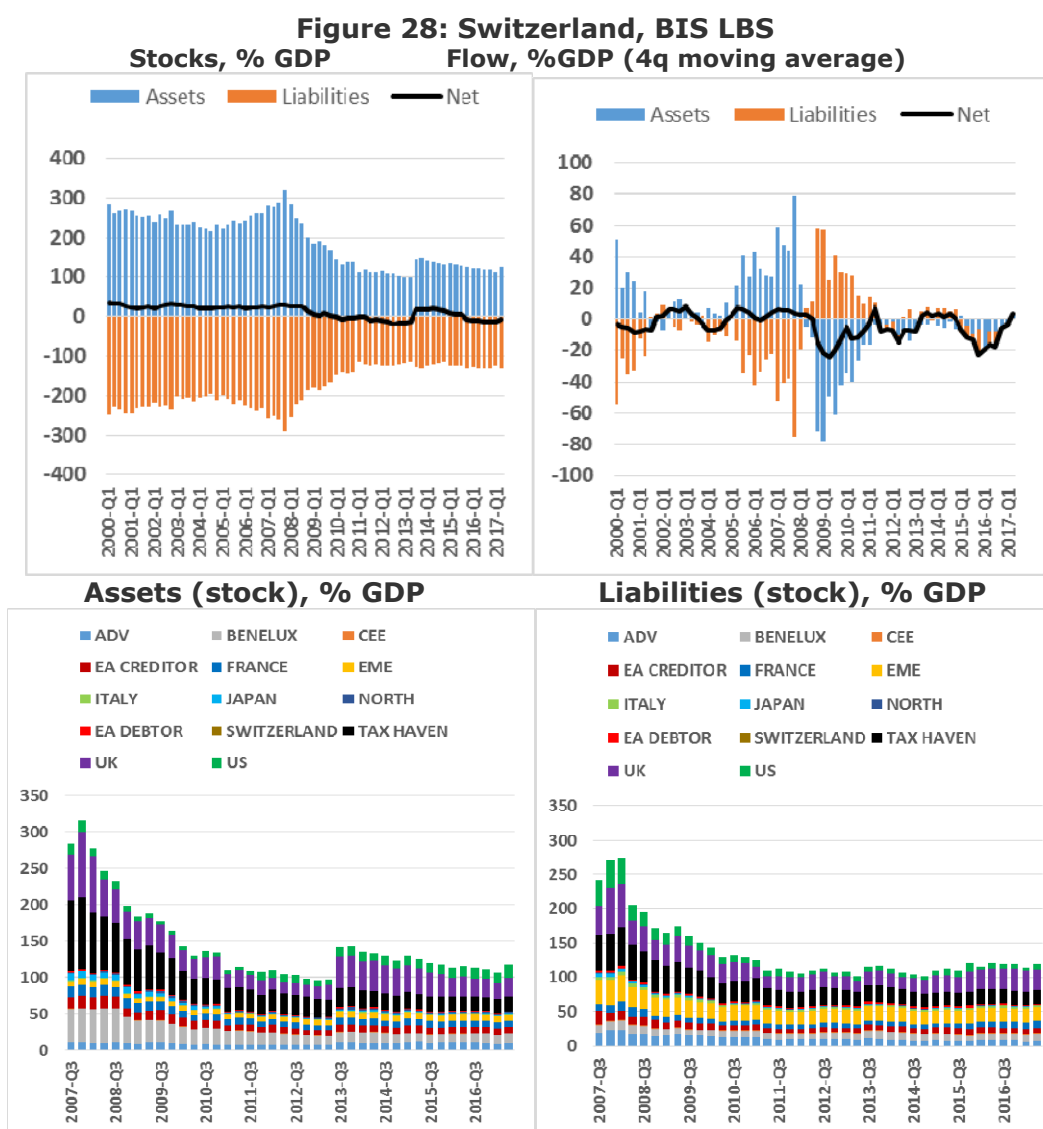 Figure 28: Switzerland, BIS LBS
Stocks, % GDP Flow, %GDP (4q moving average)
Assets Liabilities Net
400
300
200
100
0
-100
-200
-300
-400
2000-Q1 2001-Q1 2002-Q1 2003-Q1 2004-Q1 2005-Q1 2006-Q1 2007-Q1 2008-Q1 2009-Q1 2010-Q1 2011-Q1 2012-Q1 2013-Q1 2014-Q1 2015-Q1 2016-Q1 2017-Q1
Assets Liabilities Net
100
80
60
40
20
0
-20
-40
-60
-80
-100
2000-Q1 2001-Q1 2002-Q1 2003-Q1 2004-Q1 2005-Q1 2006-Q1 2007-Q1 2008-Q1 2009-Q1 2010-Q1 2011-Q1 2012-Q1 2013-Q1 2014-Q1 2015-Q1 2016-Q1 2017-Q1
Assets (stock), % GDP
ADV BENELUX CEE
EA CREDITOR FRANCE EME
ITALY JAPAN NORTH
EA DEBTOR SWITZERLAND TAX HAVEN
UK US
350
300
250
200
150
100
50
0
2007-Q3 2008-Q3 2009-Q3 2010-Q3 2011-Q3 2012-Q3 2013-Q3 2014-Q3 2015-Q3 2016-Q3
Liabilities (stock), % GDP
ADV BENELUX CEE
EA CREDITOR FRANCE EME
ITALY JAPAN NORTH
EA DEBTOR SWITZERLAND TAX HAVEN
UK US
350
300
250
200
150
100
50
0
2007-Q3 2008-Q3 2009-Q3 2010-Q3 2011-Q3 2012-Q3 2013-Q3 2014-Q3 2015-Q3 2016-Q3